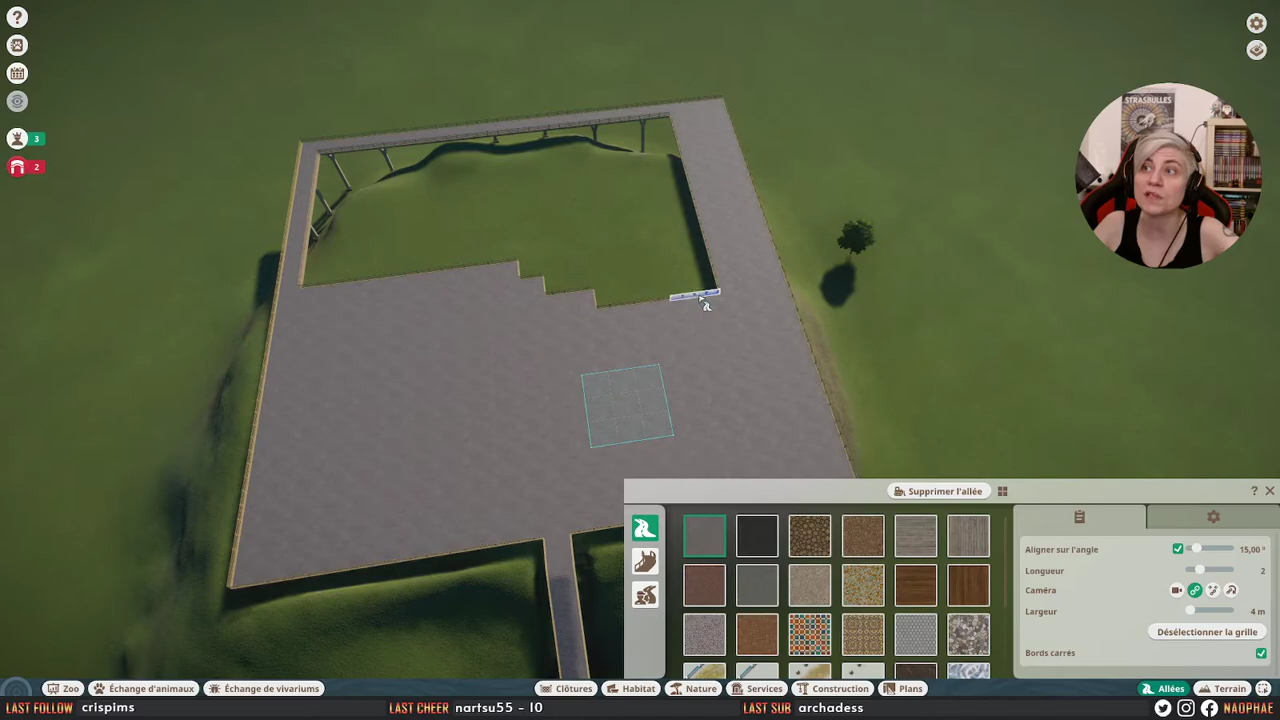 ?
3
2
STRASBULLES
Supprimer l'allée
?
Aligner sur l'angle
15,00 °
Longueur
2
Caméra
Largeur
4 m
Désélectionner la grille
Bords carrés
Zoo
Échange d'animaux
Échange de vivariums
Clôtures
Habitat
Nature
Services
Construction
Plans
Allées
Terrain
LAST FOLLOW crispims
LAST CHEER nartsu55 - 10
LAST SUB archadess
NAOPHAE